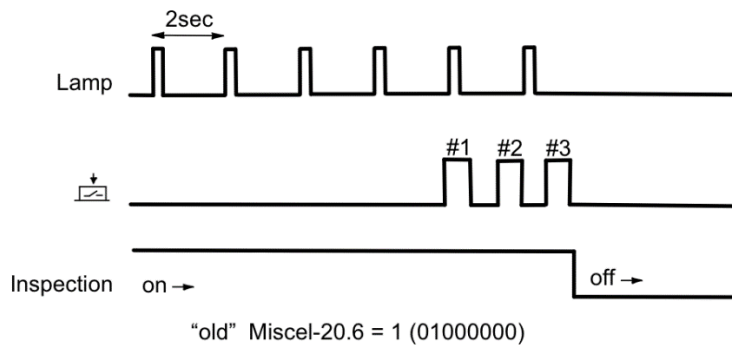 2sec
Lamp
#1 #2 #3
Inspection on → off →
“old” Miscel-20.6 = 1 (01000000)